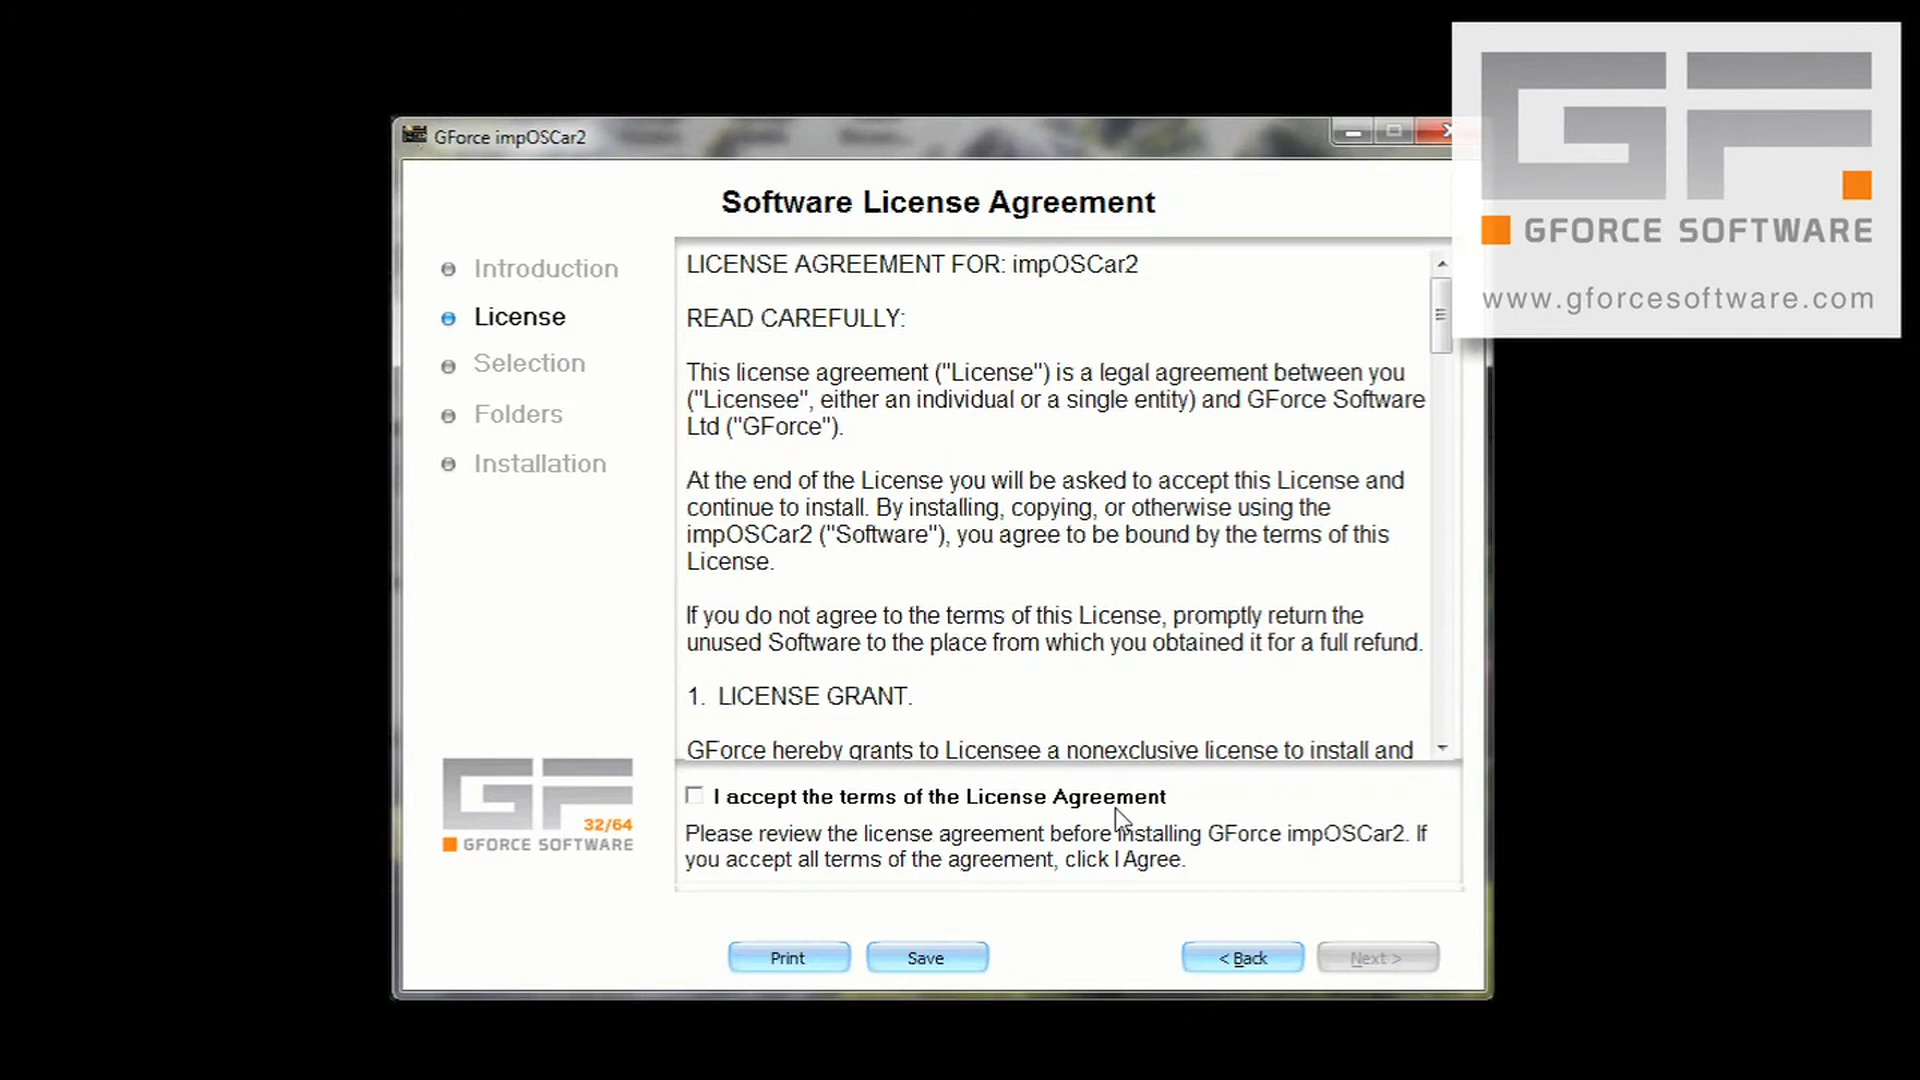 GForce impOSCar2
GFORCE SOFTWARE
www.gforcesoftware.com
Software License Agreement
Introduction
License
Selection
Folders
Installation
LICENSE AGREEMENT FOR: impOSCar2
READ CAREFULLY:
This license agreement ("License") is a legal agreement between you
("Licensee", either an individual or a single entity) and GForce Software
Ltd ("GForce").
At the end of the License you will be asked to accept this License and
continue to install. By installing, copying, or otherwise using the
impOSCar2 ("Software"), you agree to be bound by the terms of this
License.
If you do not agree to the terms of this License, promptly return the
unused Software to the place from which you obtained it for a full refund.
1. LICENSE GRANT.
GForce hereby grants to Licensee a nonexclusive license to install and
I accept the terms of the License Agreement
Please review the license agreement before installing GForce impOSCar2. If
you accept all terms of the agreement, click I Agree.
GF
32/64
GFORCE SOFTWARE
Print
Save
< Back
Next >